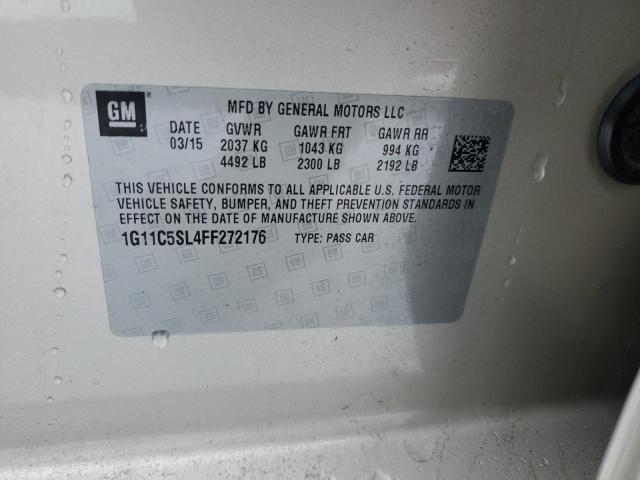 GM
MFD BY GENERAL MOTORS LLC
DATE GVWR GAWR FRT GAWR RR
03/15 2037 KG 1043 KG 994 KG
4492 LB 2300 LB 2192 LB
THIS VEHICLE CONFORMS TO ALL APPLICABLE U.S. FEDERAL MOTOR
VEHICLE SAFETY, BUMPER, AND THEFT PREVENTION STANDARDS IN
EFFECT ON THE DATE OF MANUFACTURE SHOWN ABOVE.
1G11C5SL4FF272176 TYPE: PASS CAR